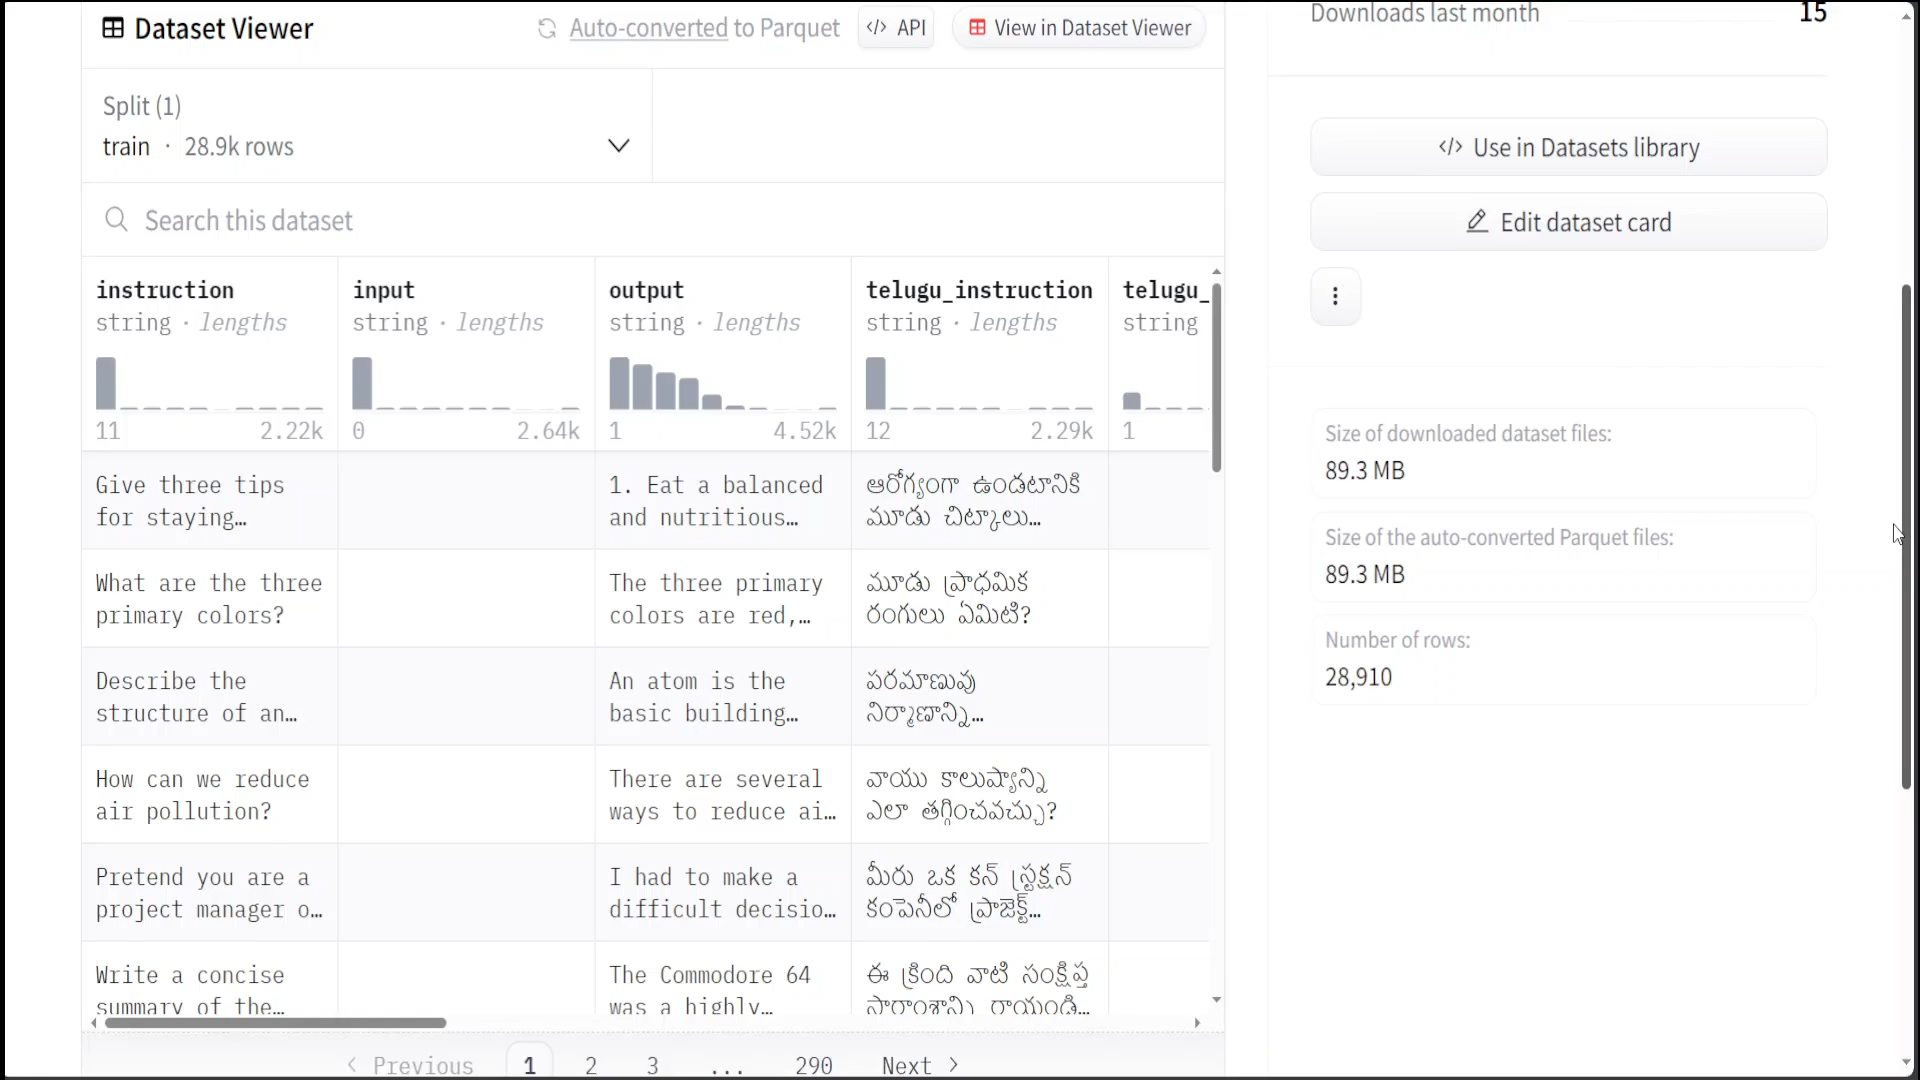 Dataset Viewer
Auto-converted to Parquet
API
View in Dataset Viewer
Split (1)
train · 28.9k rows
Search this dataset
instruction
string · lengths
11 2.22k
input
string · lengths
0 2.64k
output
string · lengths
1 4.52k
telugu_instruction
string · lengths
12 2.29k
telugu_
string
1
Give three tips
for staying…
1. Eat a balanced
and nutritious…
ఆరోగ్యంగా ఉండటానికి
మూడు చిట్కాలు…
What are the three
primary colors?
The three primary
colors are red,…
మూడు ప్రాధమిక
రంగులు ఏమిటి?
Describe the
structure of an…
An atom is the
basic building…
పరమాణువు
నిర్మాణాన్ని…
How can we reduce
air pollution?
There are several
ways to reduce ai…
వాయు కాలుష్యాన్ని
ఎలా తగ్గించవచ్చు?
Pretend you are a
project manager o…
I had to make a
difficult decisio…
మీరు ఒక కన్ స్ట్రక్షన్
కంపెనీలో ప్రాజెక్ట్…
Write a concise
summary of the…
The Commodore 64
was a highly…
ఈ క్రింది వాటి సంక్షిప్త
సారాంశాన్ని రాయండి…
Previous 1 2 3 ... 290 Next
Downloads last month
15
Use in Datasets library
Edit dataset card
Size of downloaded dataset files:
89.3 MB
Size of the auto-converted Parquet files:
89.3 MB
Number of rows:
28,910